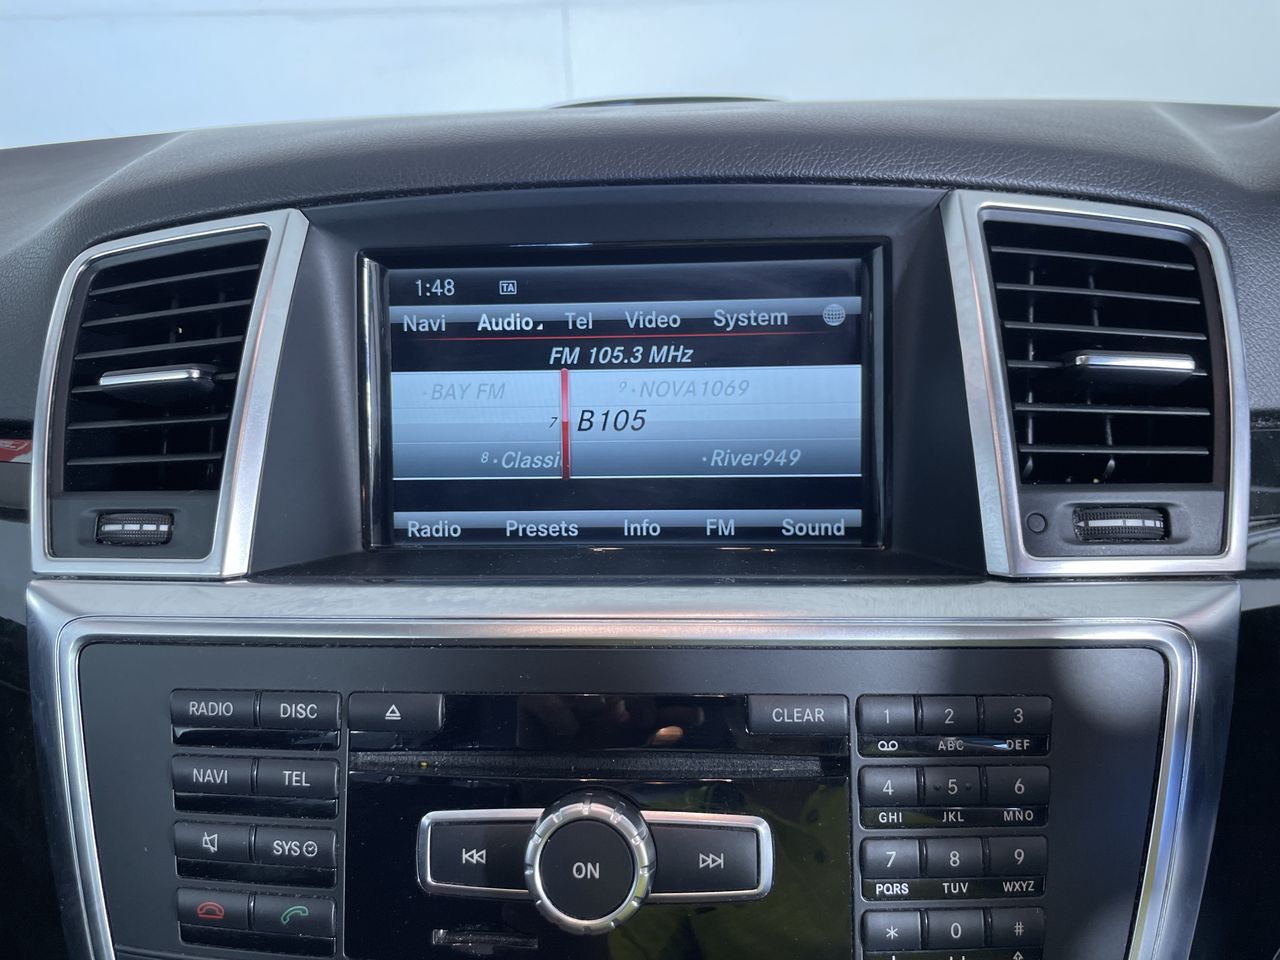 1:48 TA
Navi Audio Tel Video System
FM 105.3 MHz
·BAY FM 9·NOVA1069
7 B105
8·Classi ·River949
Radio Presets Info FM Sound
RADIO DISC CLEAR 1 2 3
ABC DEF
NAVI TEL 4 5 6
GHI JKL MNO
SYS ON 7 8 9
PQRS TUV WXYZ
* 0 #